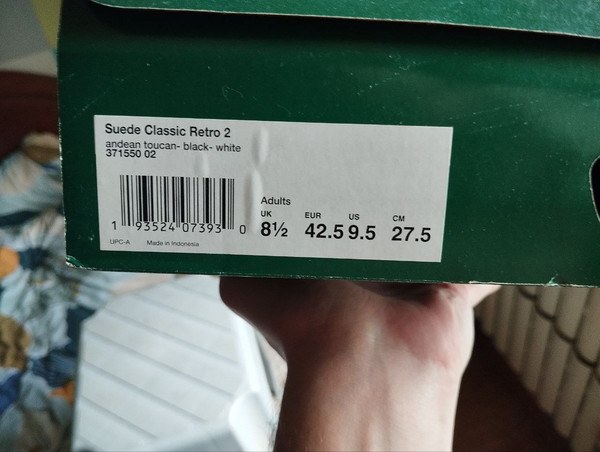 Suede Classic Retro 2
andean toucan- black- white
371550 02
Adults
UK EUR US CM
8½ 42.5 9.5 27.5
1 93524 07393 0
UPC-A Made in Indonesia